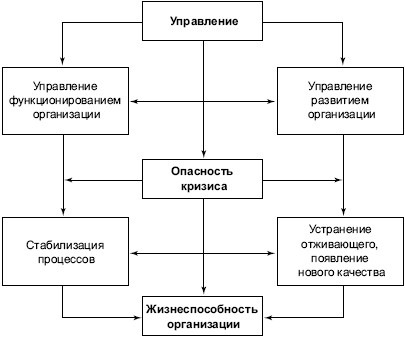 Управление
Управление
функционированием
организации
Управление
развитием
организации
Опасность
кризиса
Стабилизация
процессов
Устранение
отживающего,
появление
нового качества
Жизнеспособность
организации